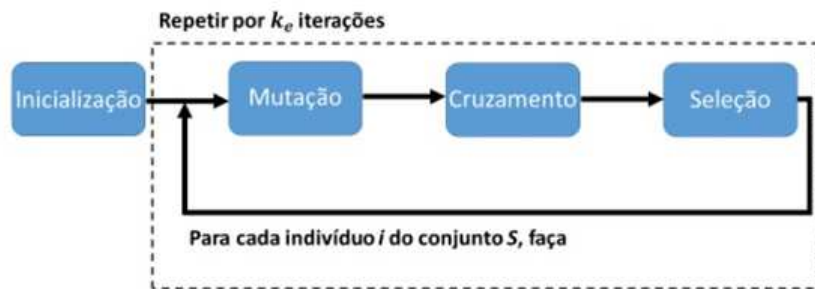 Repetir por kₑ iterações
Inicialização
Mutação
Cruzamento
Seleção
Para cada indivíduo i do conjunto S, faça